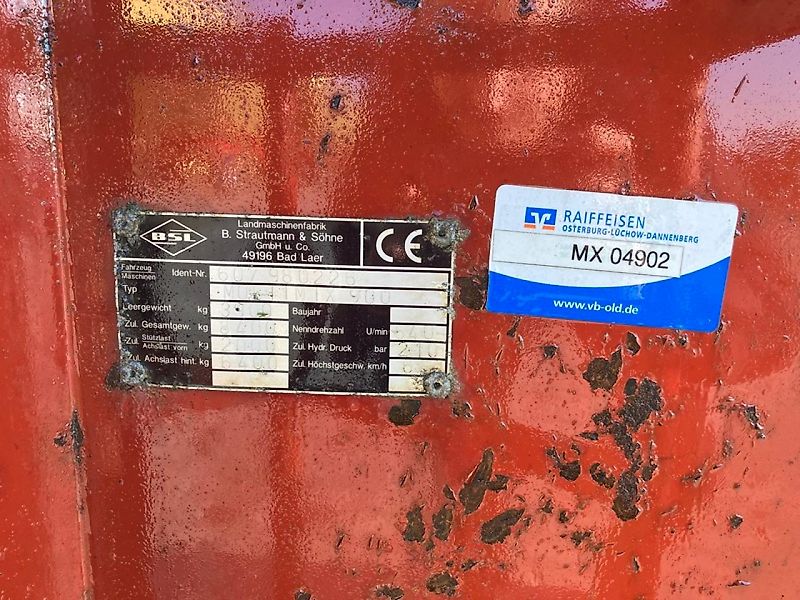 BSL
Landmaschinenfabrik
B. Strautmann & Söhne
GmbH u. Co.
49196 Bad Laer
CE
Fahrzeug
Maschinen
Ident-Nr.
Typ
Leergewicht kg
Baujahr
Zul. Gesamtgew. kg
Nenndrehzahl U/min
Zul. Stützlast
Achslast vorn kg
Zul. Hydr. Druck bar
210
Zul. Achslast hint. kg
Zul. Höchstgeschw. km/h
RAIFFEISEN
OSTERBURG-LÜCHOW-DANNENBERG
MX 04902
www.vb-old.de